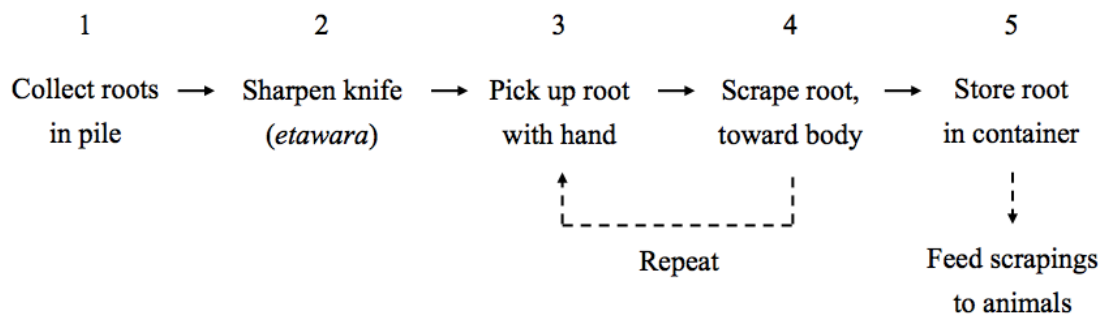 1 2 3 4 5
Collect roots Sharpen knife Pick up root Scrape root, Store root
in pile (etawara) with hand toward body in container
Repeat Feed scrapings
to animals